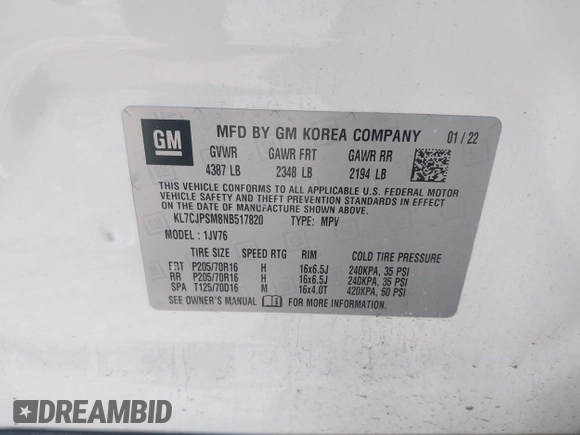 GM MFD BY GM KOREA COMPANY 01/22
GVWR GAWR FRT GAWR RR
4387 LB 2348 LB 2194 LB
THIS VEHICLE CONFORMS TO ALL APPLICABLE U.S. FEDERAL MOTOR
VEHICLE SAFETY AND THEFT PREVENTION STANDARDS IN EFFECT
ON THE DATE OF MANUFACTURE SHOWN ABOVE.
KL7CJPSM8NB517820 TYPE: MPV
MODEL: 1JV76
TIRE SIZE SPEED RTG RIM COLD TIRE PRESSURE
FRT P205/70R16 H 16x6.5J 240KPA, 35 PSI
RR P205/70R16 H 16x6.5J 240KPA, 35 PSI
SPA T125/70D16 M 16x4.0T 420KPA, 60 PSI
SEE OWNER'S MANUAL FOR MORE INFORMATION.
DREAMBID